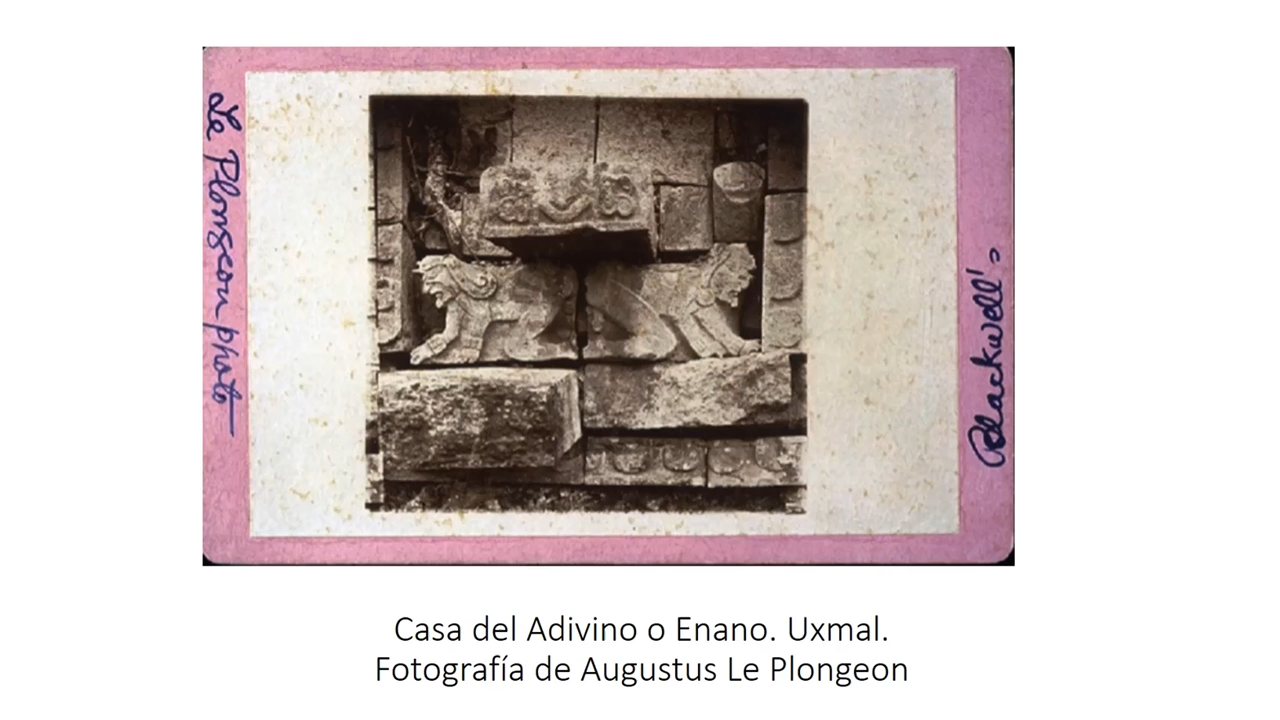 Le Plongeon photo
Blackwell's
Casa del Adivino o Enano. Uxmal.
Fotografía de Augustus Le Plongeon